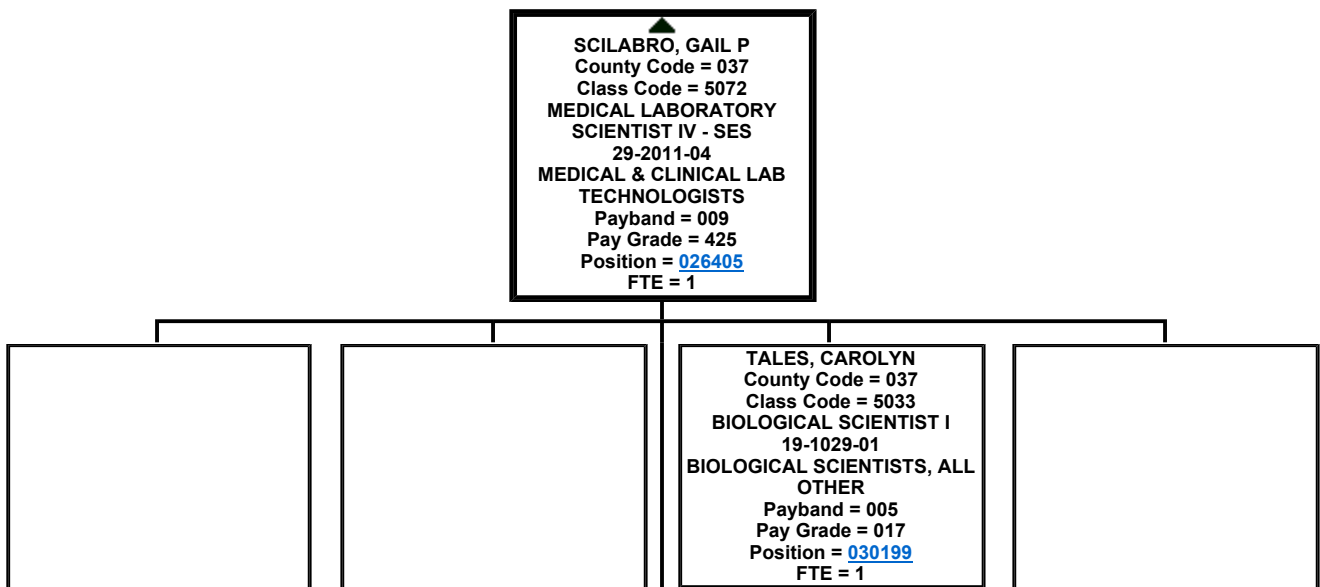 SCILABRO, GAIL P
County Code = 037
Class Code = 5072
MEDICAL LABORATORY
SCIENTIST IV - SES
29-2011-04
MEDICAL & CLINICAL LAB
TECHNOLOGISTS
Payband = 009
Pay Grade = 425
Position = 026405
FTE = 1
TALES, CAROLYN
County Code = 037
Class Code = 5033
BIOLOGICAL SCIENTIST I
19-1029-01
BIOLOGICAL SCIENTISTS, ALL
OTHER
Payband = 005
Pay Grade = 017
Position = 030199
FTE = 1